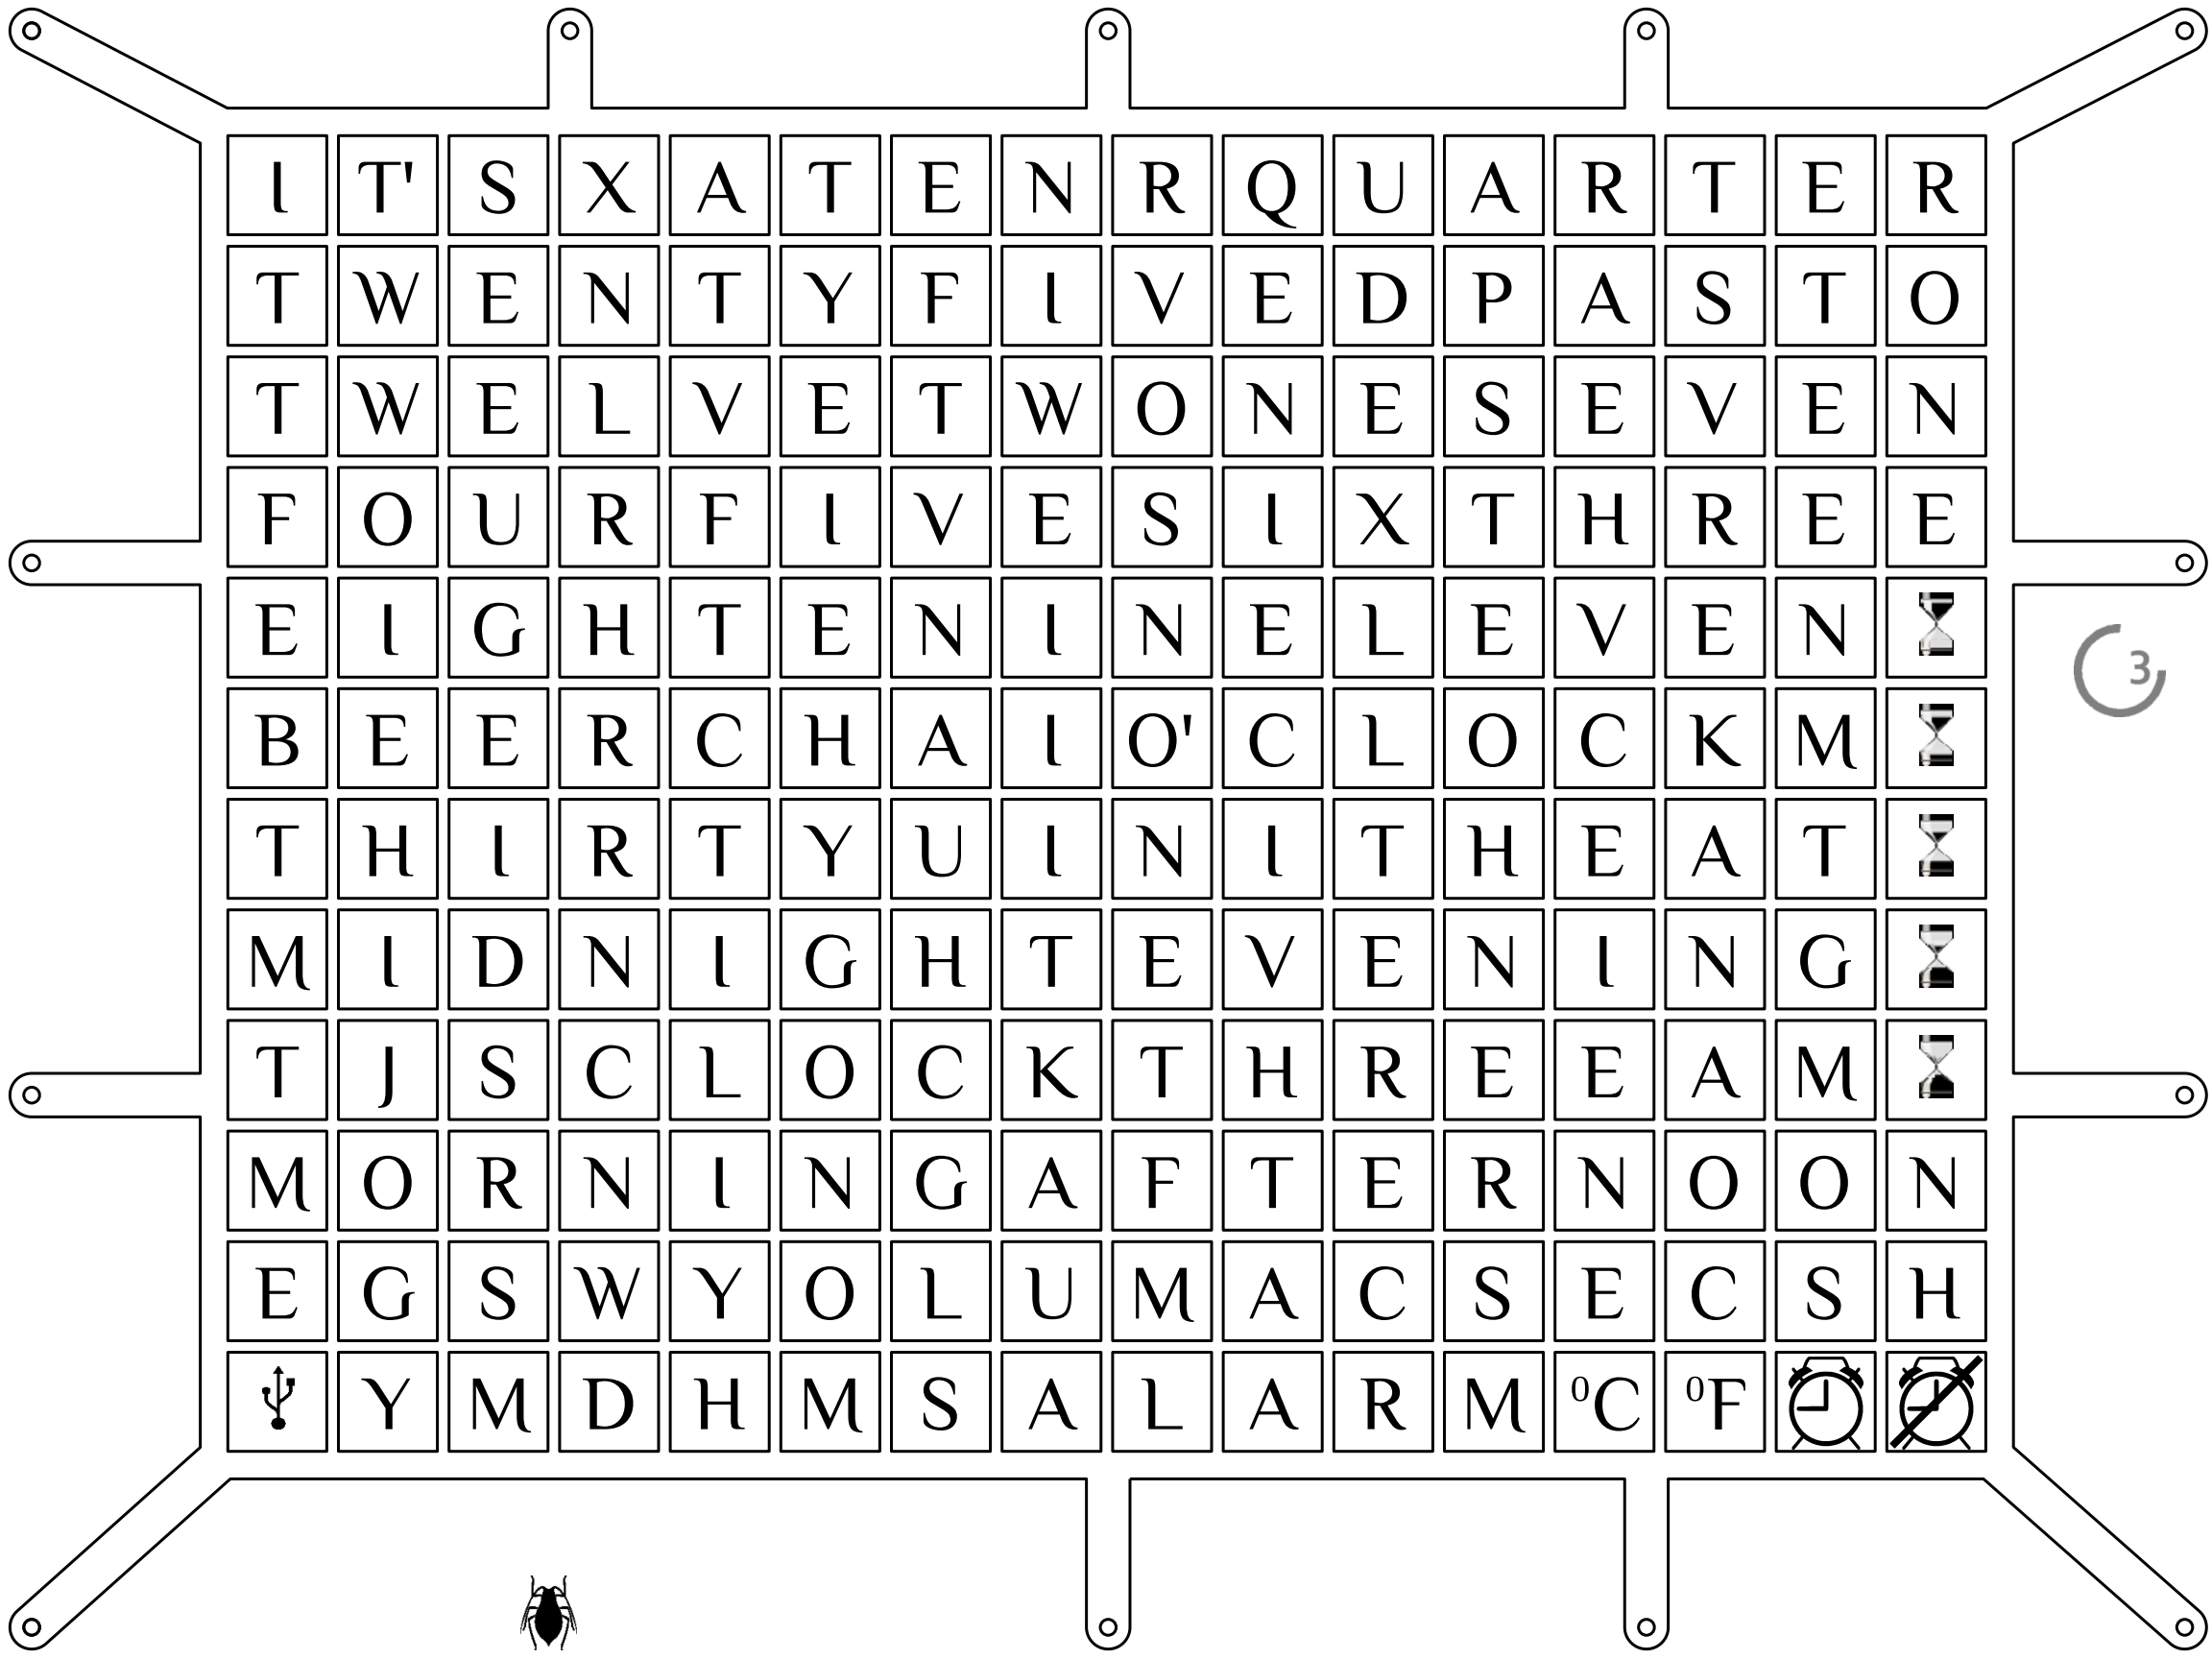 I T' S X A T E N R Q U A R T E R
T W E N T Y F I V E D P A S T O
T W E L V E T W O N E S E V E N
F O U R F I V E S I X T H R E E
E I G H T E N I N E L E V E N
B E E R C H A I O' C L O C K M
3
T H I R T Y U I N I T H E A T
M I D N I G H T E V E N I N G
T J S C L O C K T H R E E A M
M O R N I N G A F T E R N O O N
E G S W Y O L U M A C S E C S H
Y M D H M S A L A R M ⁰C ⁰F